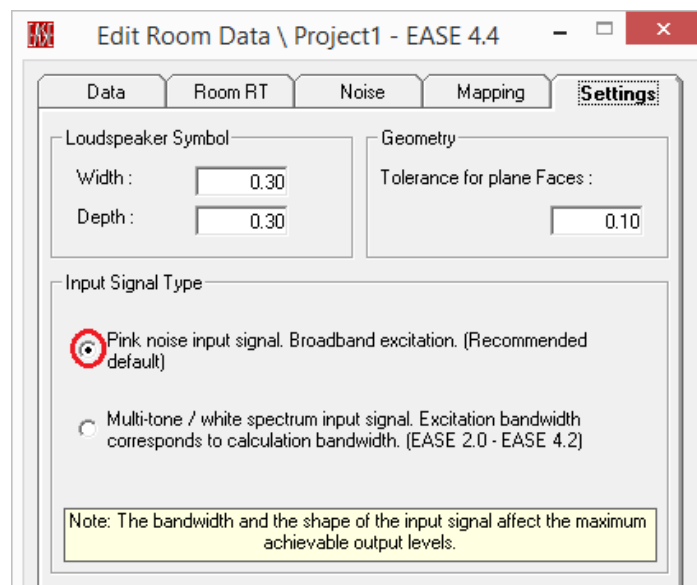 EASE
Edit Room Data \ Project1 - EASE 4.4
Data Room RT Noise Mapping Settings
Loudspeaker Symbol
Width : 0.30
Depth : 0.30
Geometry
Tolerance for plane Faces :
0.10
Input Signal Type
Pink noise input signal. Broadband excitation. (Recommended
default)
Multi-tone / white spectrum input signal. Excitation bandwidth
corresponds to calculation bandwidth. (EASE 2.0 - EASE 4.2)
Note: The bandwidth and the shape of the input signal affect the maximum
achievable output levels.